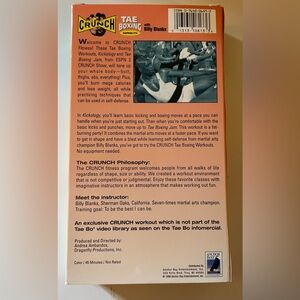 CRUNCH
TAE
BOXING
with
Billy Blanks
Welcome to CRUNCH
Fitness! These Tae Boxing
Workouts, Kickology and Tae
Boxing Jam, from ESPN 2
CRUNCH Show, will tone up
your whole body—butt,
thighs, abs, everything! Plus,
you'll burn mega calories
and lose weight, all while
practicing techniques that
can be used in self-defense.
In Kickology, you'll learn basic kicking and boxing moves at a pace you can
handle when you're just starting out. Then when you're comfortable with the
basic kicks and punches, move up to Tae Boxing Jam. This workout is a fat-
burning party! It combines the martial arts moves at a faster pace. If you want
to get in shape and have a blast while learning self-defense from martial arts
champion Billy Blanks, you've got to try the CRUNCH Tae Boxing Workouts.
No equipment needed.
The CRUNCH Philosophy:
The CRUNCH fitness program welcomes people from all walks of life
regardless of shape, size or ability. We created a workout environment
that is not competitive or judgmental. Enjoy these favorite classes with
imaginative instructors in an atmosphere that makes working out fun.
Meet the instructor:
Billy Blanks, Sherman Oaks, California. Seven-times martial arts champion.
Training goal: To be the best I can be.
An exclusive CRUNCH workout which is not part of the
Tae Bo® video library as seen on the Tae Bo infomercial.
Produced and Directed by:
Andrea Ambandos,
Dragonfly Productions, Inc.
Color / 45 Minutes / Not Rated
Distributed by
Anchor Bay Entertainment, Inc.